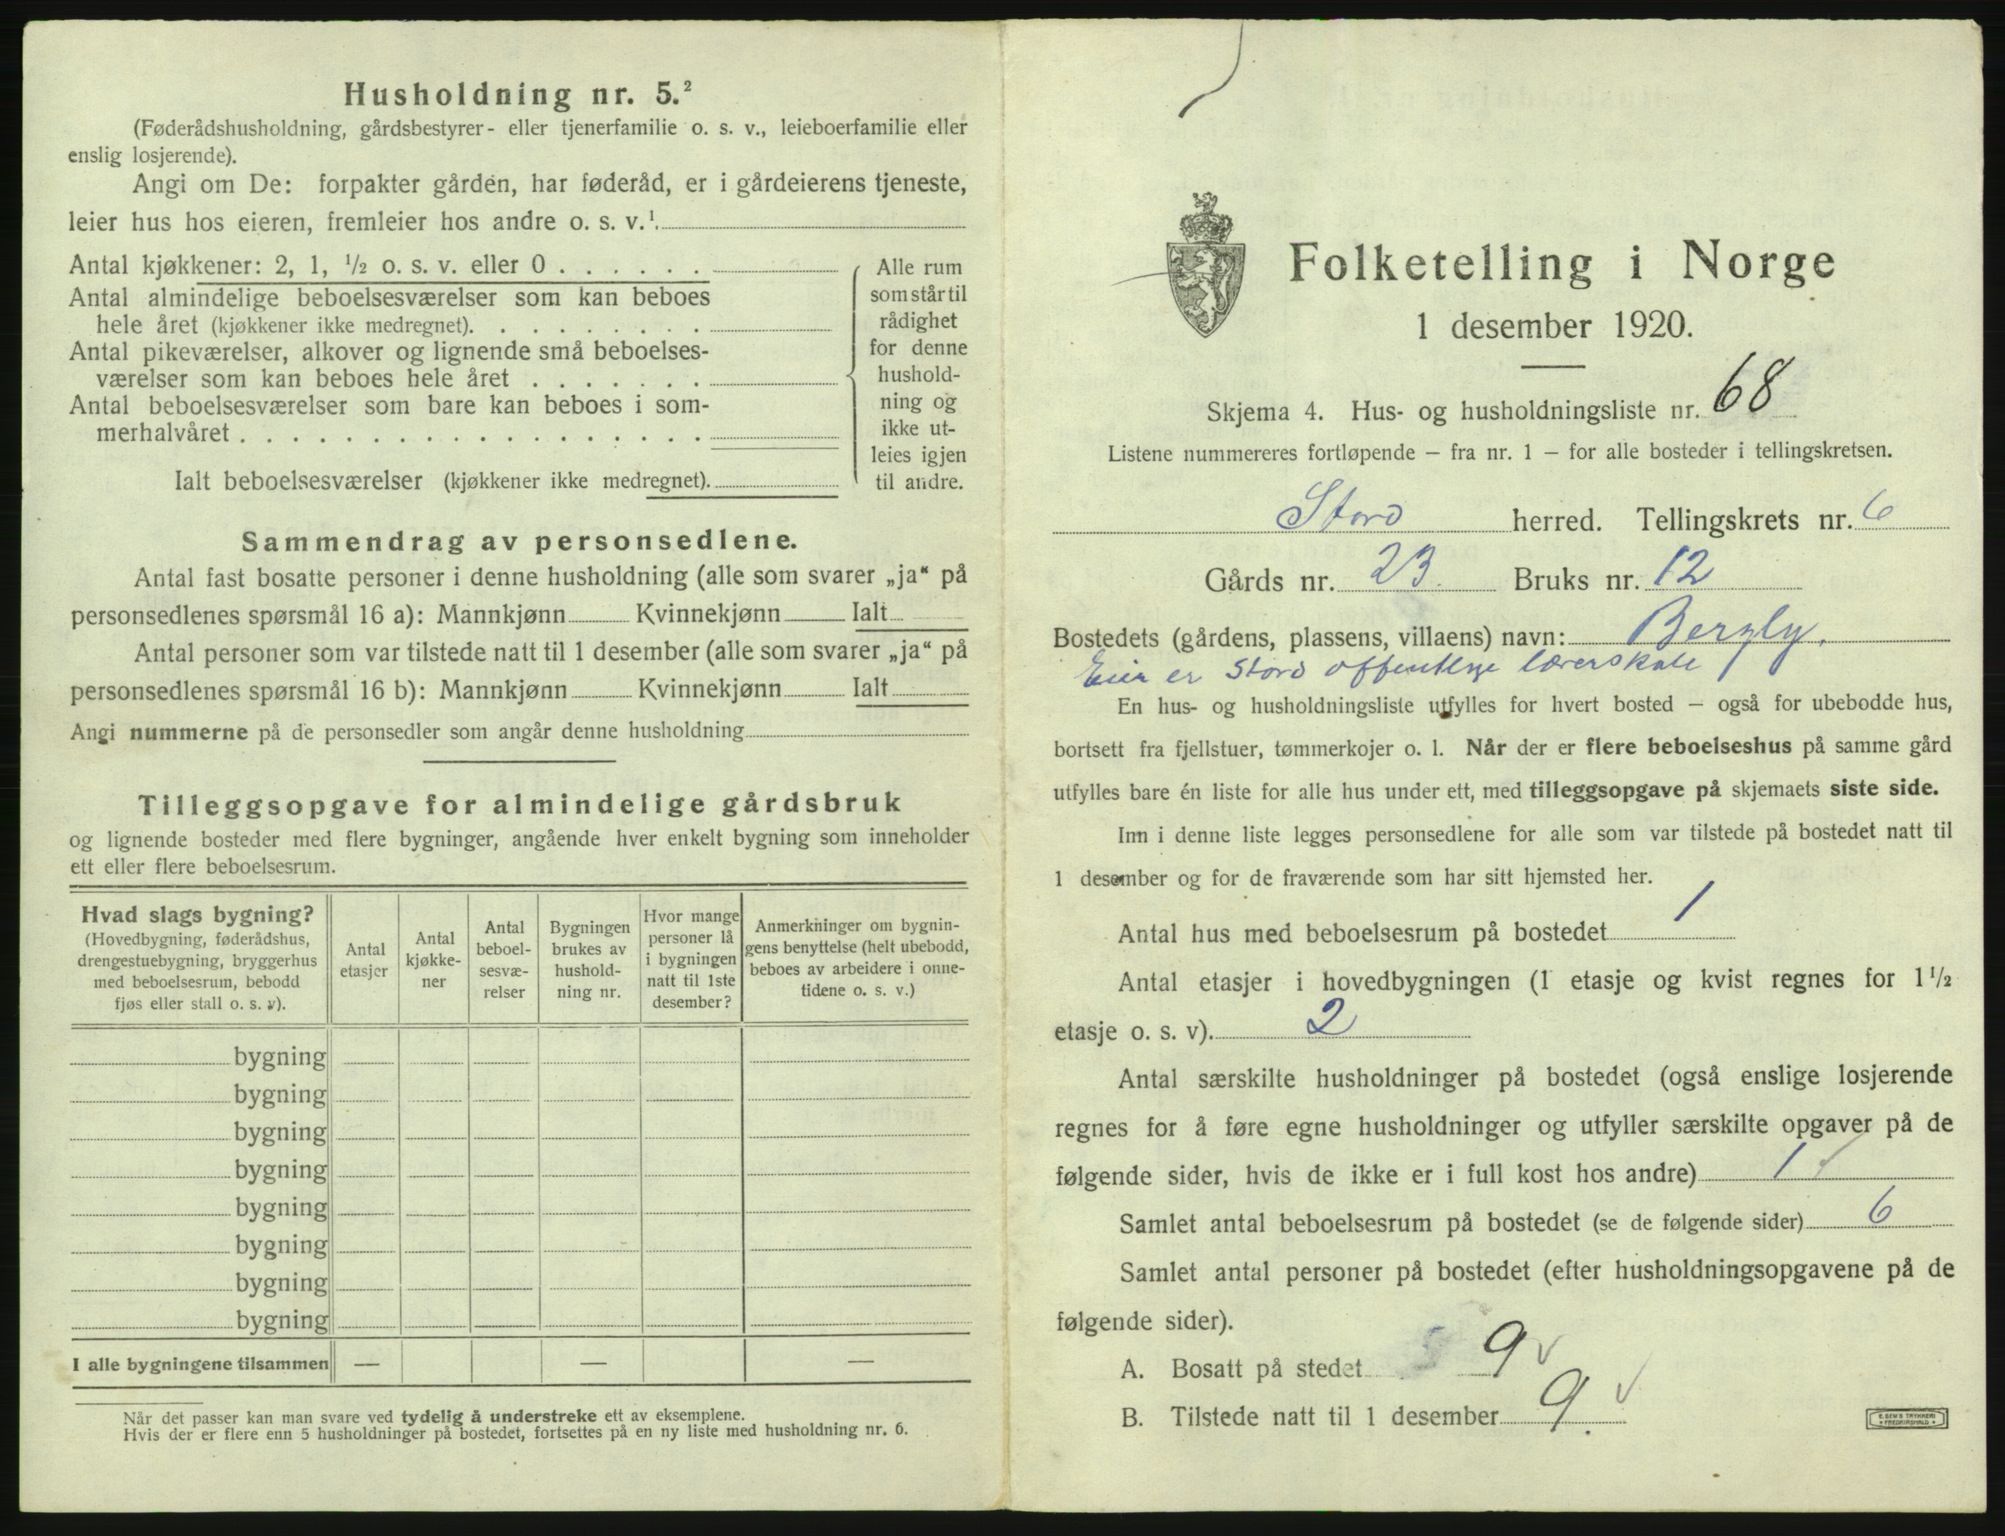 Husholdning nr. 5.²
(Føderådshusholdning, gårdsbestyrer- eller tjenerfamilie o. s. v., leieboerfamilie eller
enslig losjerende).
Angi om De: forpakter gården, har føderåd, er i gårdeierens tjeneste,
leier hus hos eieren, fremleier hos andre o. s. v.¹
Antal kjøkkener: 2, 1, ½ o. s. v. eller 0 . . . . . .
Antal almindelige beboelsesværelser som kan beboes
hele året (kjøkkener ikke medregnet). . . . . . . . .
Antal pikeværelser, alkover og lignende små beboelses-
værelser som kan beboes hele året . . . . . . .
Antal beboelsesværelser som bare kan beboes i som-
merhalvåret . . . . . . . . . . . . . . . . . .
Ialt beboelsesværelser (kjøkkener ikke medregnet).
Alle rum
som står til
rådighet
for denne
hushold-
ning og
ikke ut-
leies igjen
til andre.
Sammendrag av personsedlene.
Antal fast bosatte personer i denne husholdning (alle som svarer „ja“ på
personsedlenes spørsmål 16 a): Mannkjønn Kvinnekjønn Ialt
Antal personer som var tilstede natt til 1 desember (alle som svarer „ja“ på
personsedlenes spørsmål 16 b): Mannkjønn Kvinnekjønn Ialt
Angi nummerne på de personsedler som angår denne husholdning
Tilleggsopgave for almindelige gårdsbruk
og lignende bosteder med flere bygninger, angående hver enkelt bygning som inneholder
ett eller flere beboelsesrum.
Hvad slags bygning?
(Hovedbygning, føderådshus,
drengestuebygning, bryggerhus
med beboelsesrum, bebodd
fjøs eller stall o. s. v).
Antal
etasjer
Antal
kjøkke-
ner
Antal
beboel-
sesvæ-
relser
Bygningen
brukes av
hushold-
ning nr.
Hvor mange
personer lå
i bygningen
natt til 1ste
desember?
Anmerkninger om bygnin-
gens benyttelse (helt ubebodd,
beboes av arbeidere i onne-
tidene o. s. v.)
bygning
bygning
bygning
bygning
bygning
bygning
bygning
bygning
I alle bygningene tilsammen — — —
Når det passer kan man svare ved tydelig å understreke ett av eksemplene.
Hvis der er flere enn 5 husholdninger på bostedet, fortsettes på en ny liste med husholdning nr. 6.
Folketelling i Norge
1 desember 1920.
Skjema 4. Hus- og husholdningsliste nr. 68
Listene nummereres fortløpende – fra nr. 1 – for alle bosteder i tellingskretsen.
Stord herred. Tellingskrets nr. 6
Gårds nr. 23. Bruks nr. 12
Bostedets (gårdens, plassens, villaens) navn: Bergly.
Eier er Stord offentlige lærerskole
En hus- og husholdningsliste utfylles for hvert bosted – også for ubebodde hus,
bortsett fra fjellstuer, tømmerkojer o. l. Når der er flere beboelseshus på samme gård
utfylles bare én liste for alle hus under ett, med tilleggsopgave på skjemaets siste side.
Inn i denne liste legges personsedlene for alle som var tilstede på bostedet natt til
1 desember og for de fraværende som har sitt hjemsted her.
Antal hus med beboelsesrum på bostedet 1
Antal etasjer i hovedbygningen (1 etasje og kvist regnes for 1½
etasje o. s. v). 2
Antal særskilte husholdninger på bostedet (også enslige losjerende
regnes for å føre egne husholdninger og utfyller særskilte opgaver på de
følgende sider, hvis de ikke er i full kost hos andre) 1
Samlet antal beboelsesrum på bostedet (se de følgende sider) 6
Samlet antal personer på bostedet (efter husholdningsopgavene på de
følgende sider).
A. Bosatt på stedet 9
B. Tilstede natt til 1 desember 9.
E. SEM'S TRYKKERI
FREDRIKSHALD